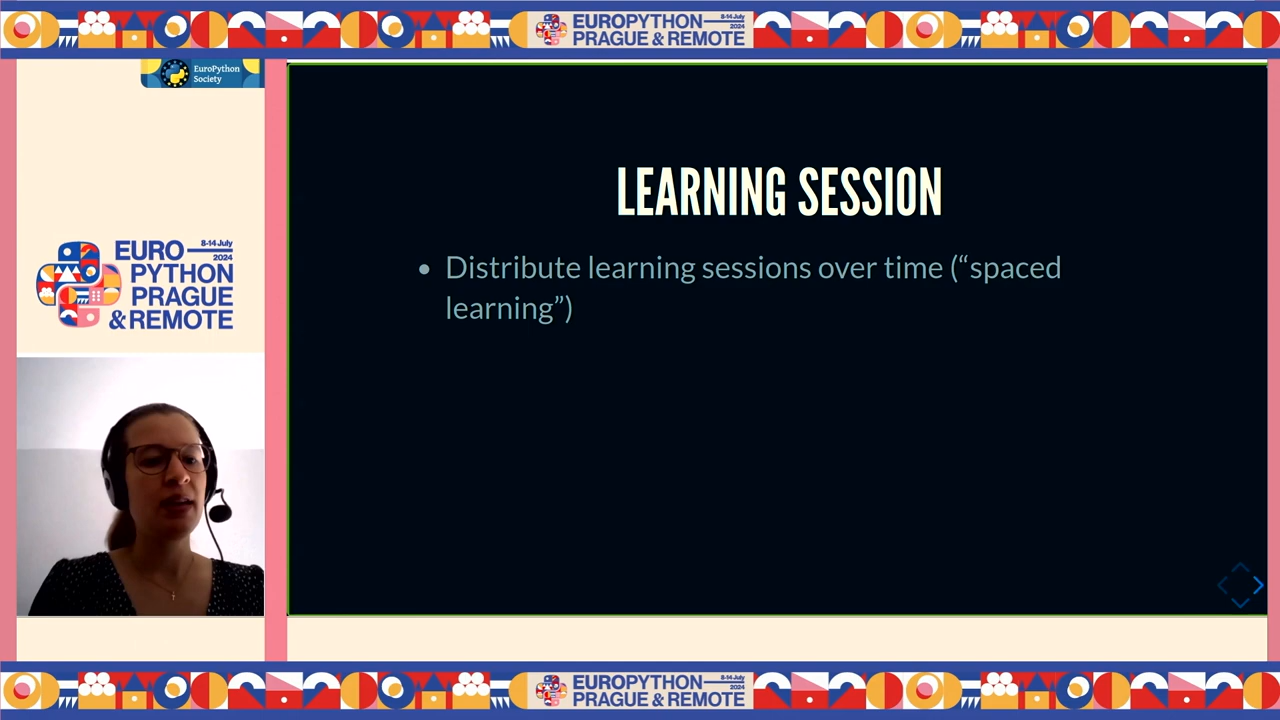 EUROPYTHON 8-14 July 2024
PRAGUE & REMOTE
EuroPython
Society
LEARNING SESSION
• Distribute learning sessions over time (“spaced
learning”)
EURO 8-14 July 2024
PYTHON
PRAGUE
& REMOTE
EUROPYTHON 8-14 July 2024
PRAGUE & REMOTE